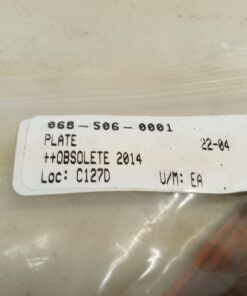 068-506-0001
PLATE 22-04
++OBSOLETE 2014
Loc: C127D U/M: EA